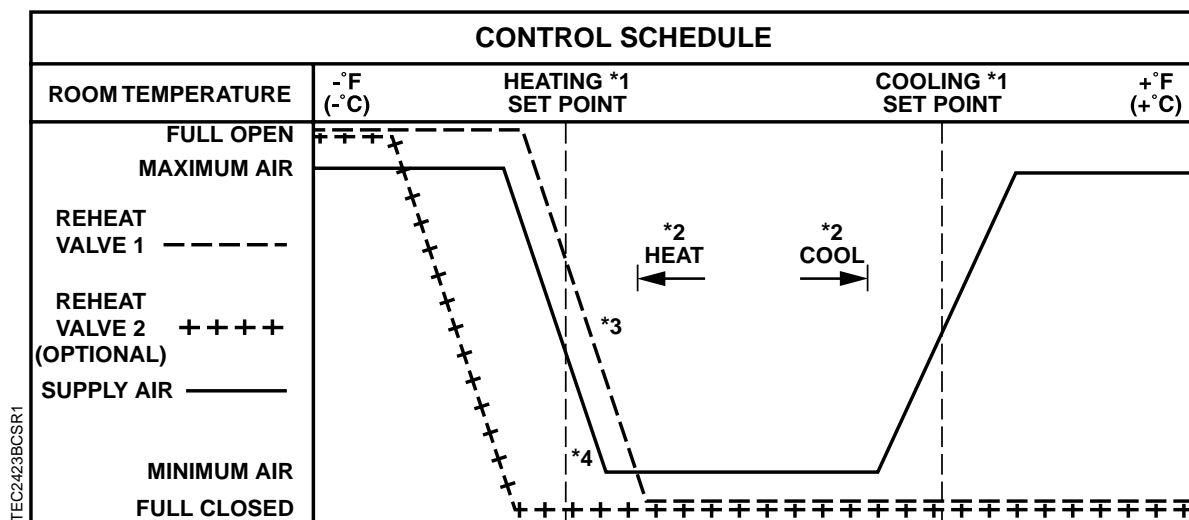 CONTROL SCHEDULE
ROOM TEMPERATURE
-°F
(-°C)
HEATING *1
SET POINT
COOLING *1
SET POINT
+°F
(+°C)
FULL OPEN
MAXIMUM AIR
REHEAT
VALVE 1
REHEAT
VALVE 2
(OPTIONAL)
SUPPLY AIR
MINIMUM AIR
FULL CLOSED
*2
HEAT
*2
COOL
*3
*4
TEC2423BCSR1